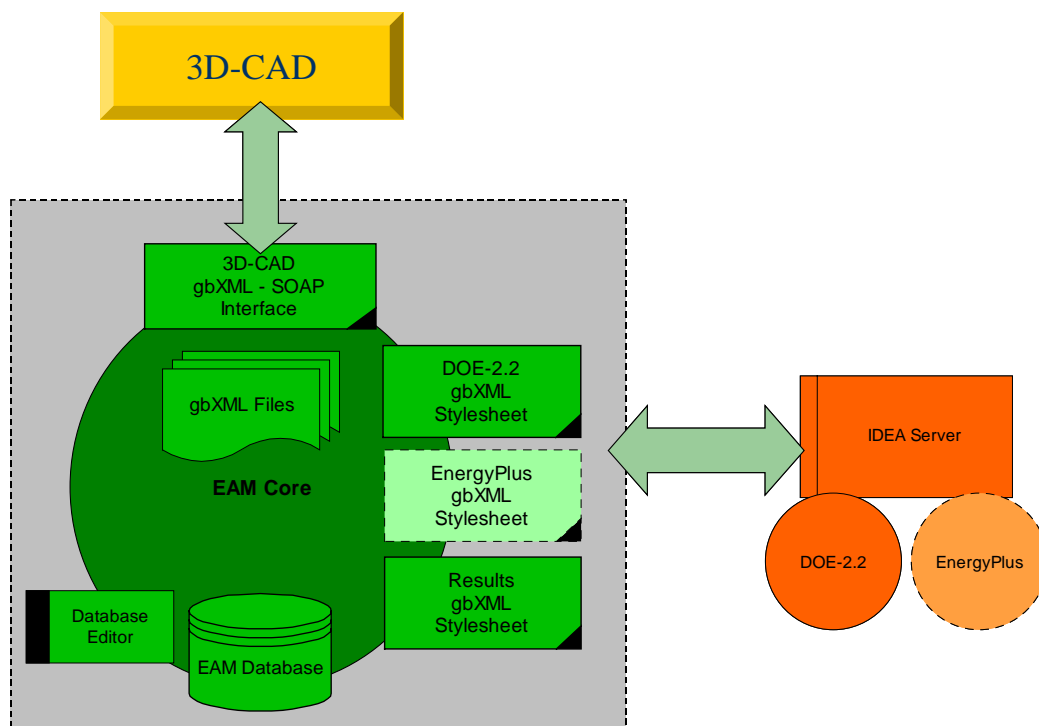 3D-CAD
3D-CAD
gbXML - SOAP
Interface
gbXML Files
DOE-2.2
gbXML
Stylesheet
EAM Core
EnergyPlus
gbXML
Stylesheet
Results
gbXML
Stylesheet
Database
Editor
EAM Database
IDEA Server
DOE-2.2
EnergyPlus